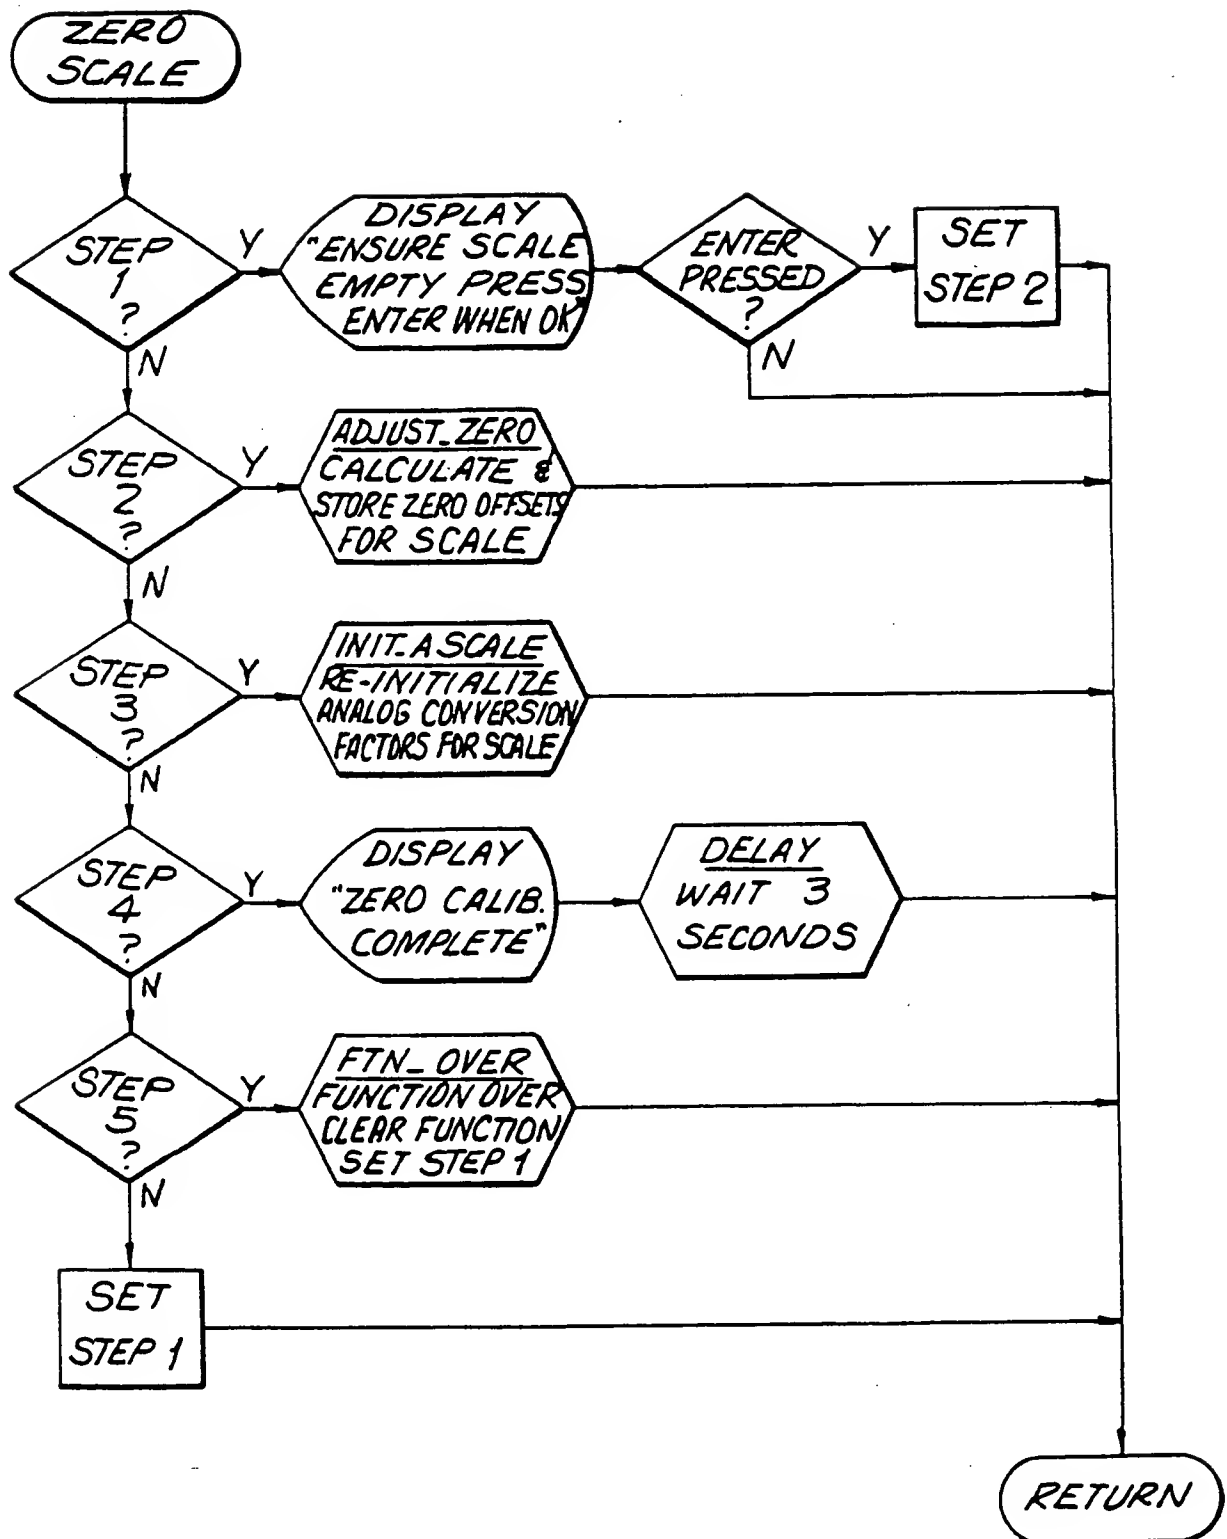 ZERO
SCALE
STEP
1
?
Y
N
DISPLAY
"ENSURE SCALE
EMPTY PRESS
ENTER WHEN OK"
ENTER
PRESSED
?
Y
N
SET
STEP 2
STEP
2
?
Y
N
ADJUST_ZERO
CALCULATE &
STORE ZERO OFFSETS
FOR SCALE
STEP
3
?
Y
N
INIT_ASCALE
RE-INITIALIZE
ANALOG CONVERSION
FACTORS FOR SCALE
STEP
4
?
Y
N
DISPLAY
"ZERO CALIB.
COMPLETE"
DELAY
WAIT 3
SECONDS
STEP
5
?
Y
N
FTN_OVER
FUNCTION OVER
CLEAR FUNCTION
SET STEP 1
SET
STEP 1
RETURN